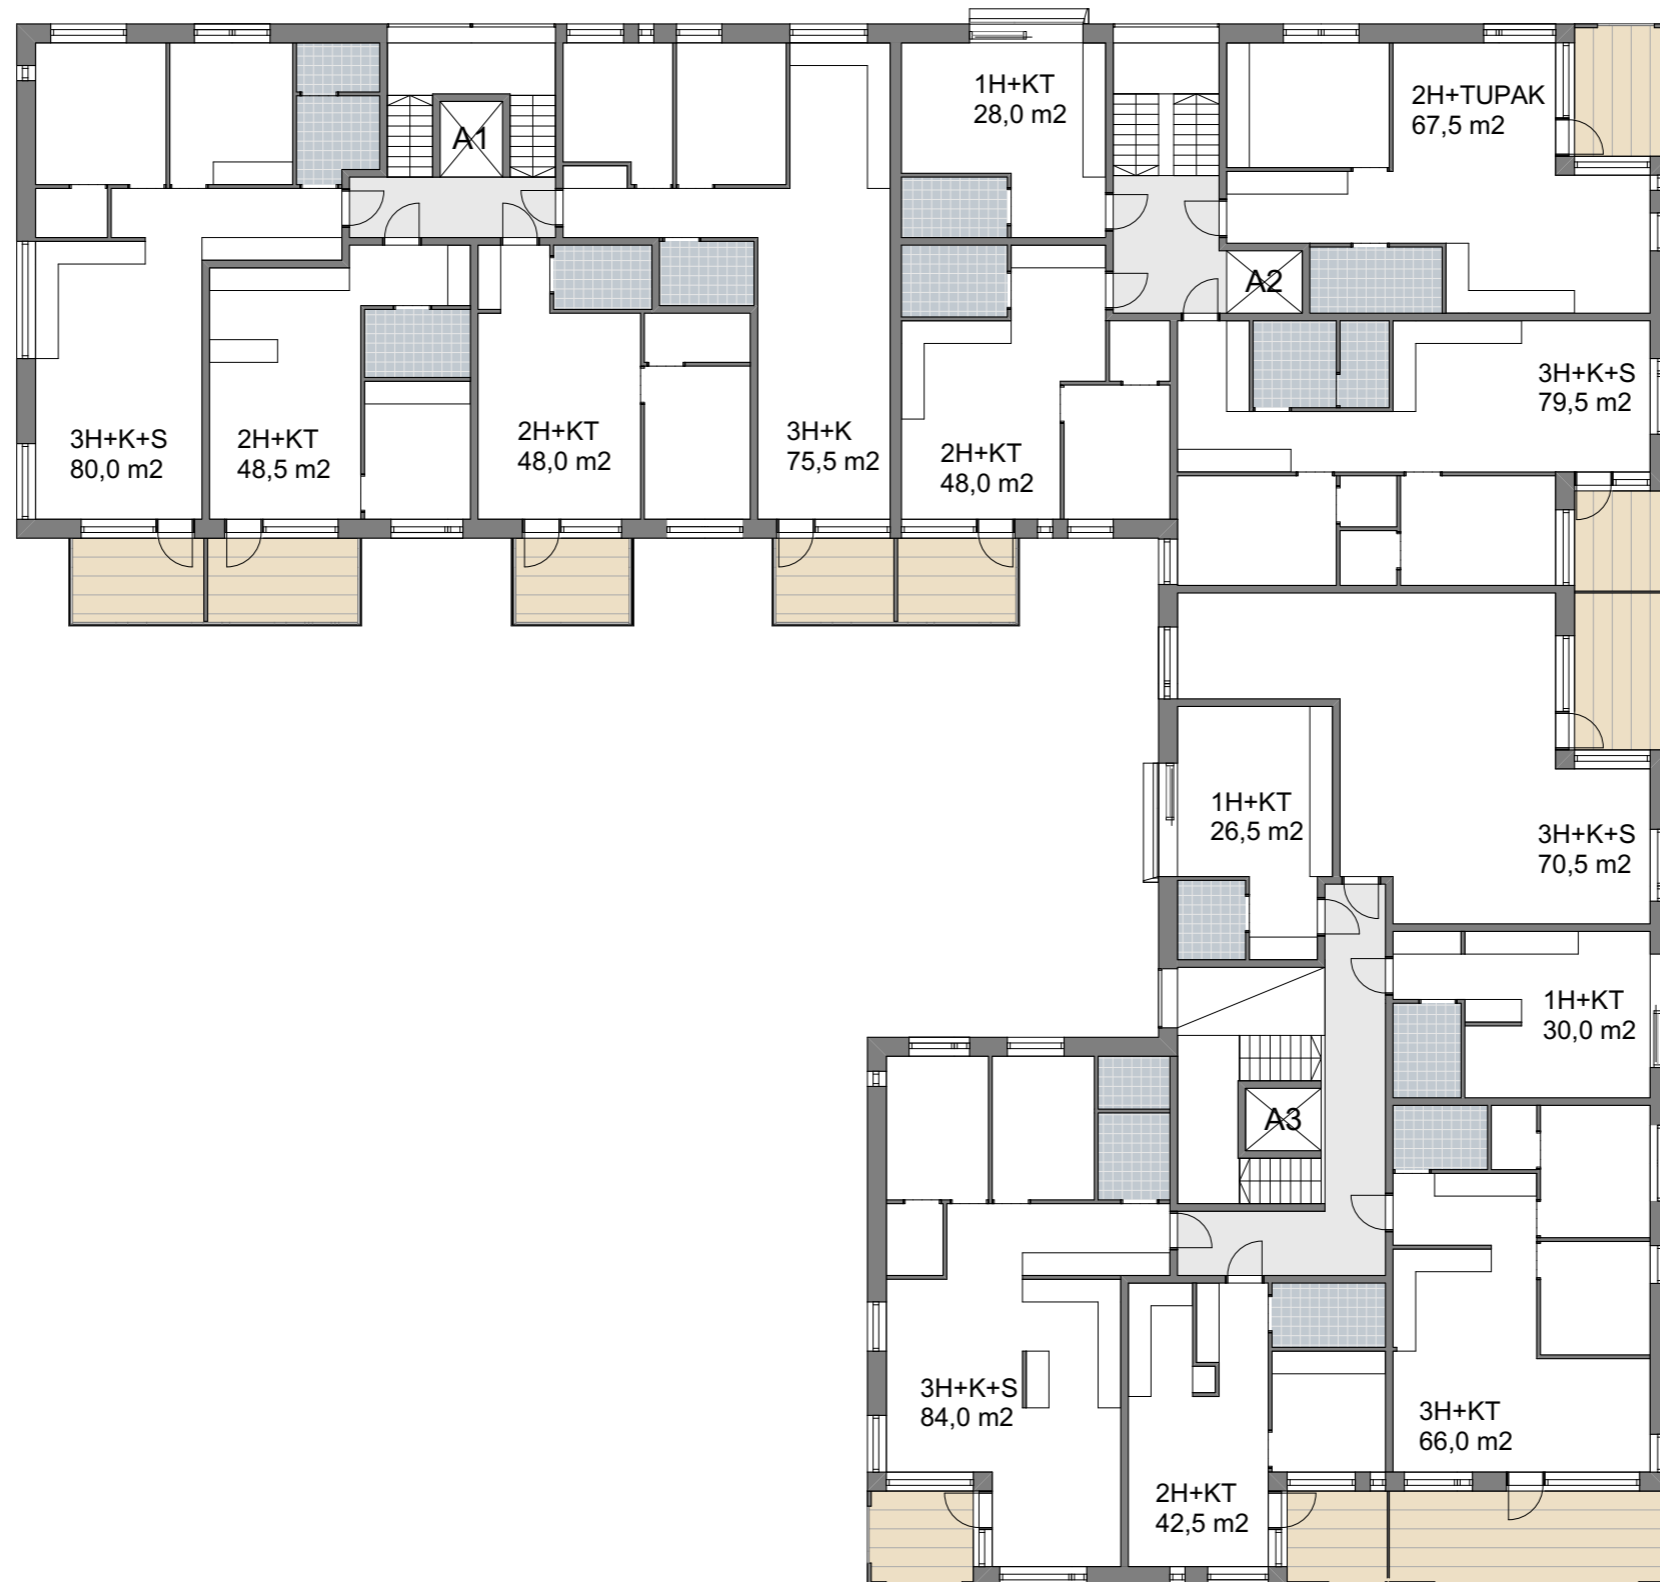 A1
1H+KT
28,0 m2
2H+TUPAK
67,5 m2
A2
3H+K+S
80,0 m2
2H+KT
48,5 m2
2H+KT
48,0 m2
3H+K
75,5 m2
2H+KT
48,0 m2
3H+K+S
79,5 m2
1H+KT
26,5 m2
3H+K+S
70,5 m2
1H+KT
30,0 m2
A3
3H+K+S
84,0 m2
2H+KT
42,5 m2
3H+KT
66,0 m2